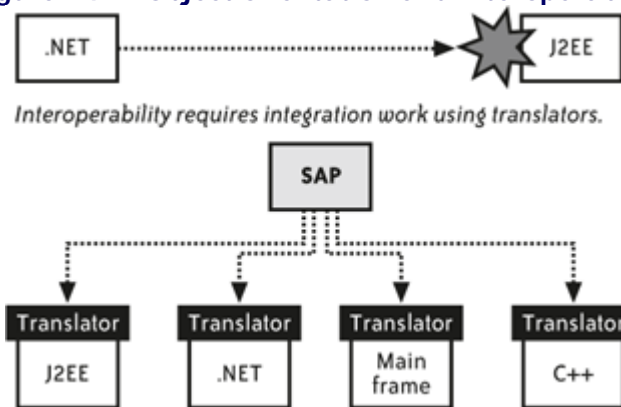 .NET
J2EE
Interoperability requires integration work using translators.
SAP
Translator Translator Translator Translator
J2EE .NET Main frame C++